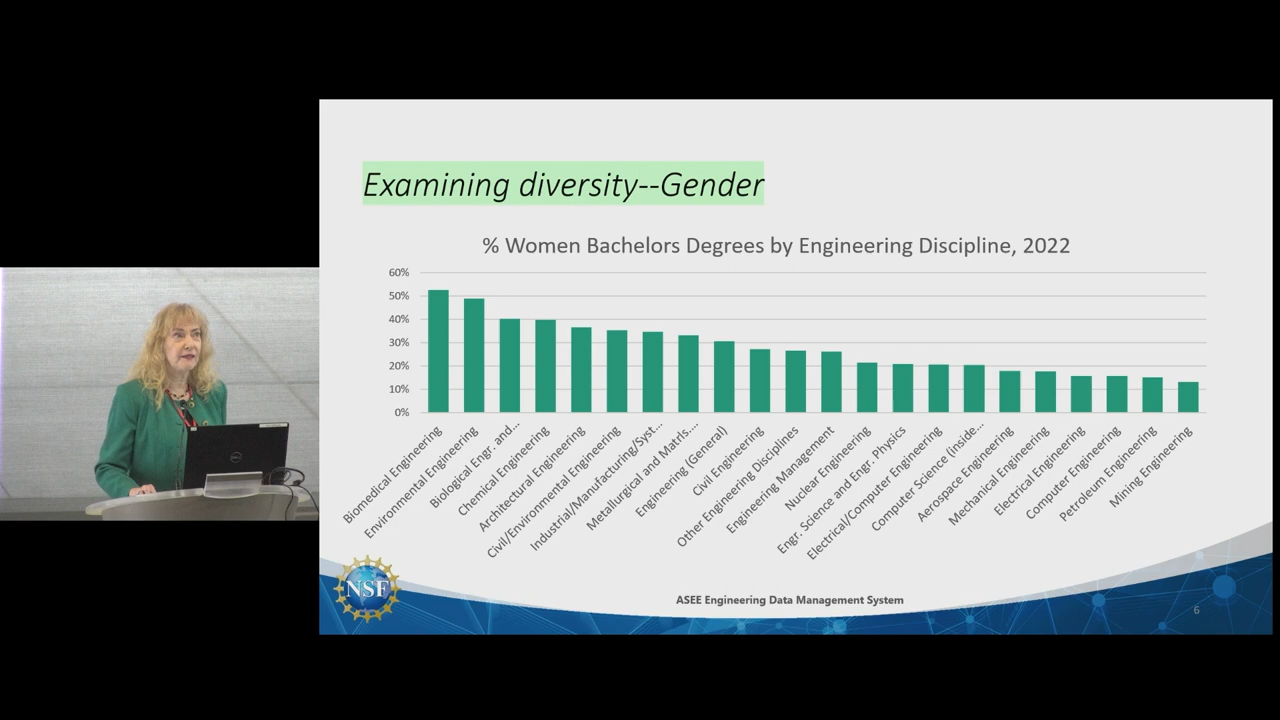 Examining diversity--Gender
% Women Bachelors Degrees by Engineering Discipline, 2022
60%
50%
40%
30%
20%
10%
0%
Biomedical Engineering
Environmental Engineering
Biological Engr. and...
Chemical Engineering
Architectural Engineering
Civil/Environmental Engineering
Industrial/Manufacturing/Syst...
Metallurgical and Matrls....
Engineering (General)
Civil Engineering
Other Engineering Disciplines
Engineering Management
Nuclear Engineering
Engr. Science and Engr. Physics
Electrical/Computer Engineering
Computer Science (inside...
Aerospace Engineering
Mechanical Engineering
Electrical Engineering
Computer Engineering
Petroleum Engineering
Mining Engineering
NSF
ASEE Engineering Data Management System
6
DELL